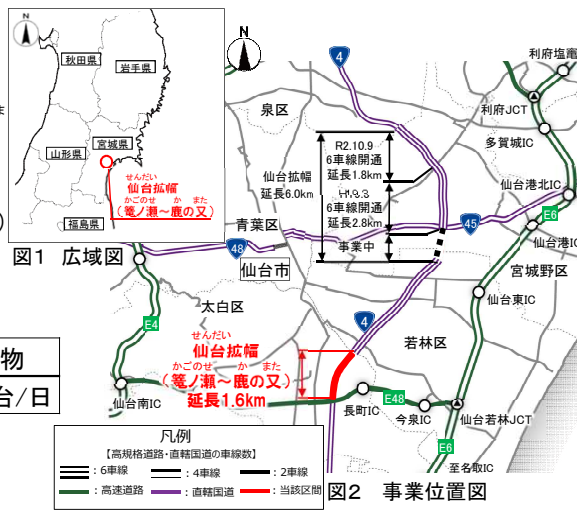 N
秋田県
岩手県
宮城県
山形県
せんだい
仙台拡幅
かごのせ か また
(篭ノ瀬～鹿の又)
福島県
図1 広域図
物
台/日
N
4
45
利府塩竈
利府JCT
泉区
多賀城IC
R2.10.9
6車線開通
延長1.8km
仙台拡幅
延長6.0km
6車線開通
延長2.8km
仙台港北IC
E6
45
青葉区
事業中
仙台港IC
48
仙台市
宮城野区
太白区
仙台東IC
E4
4
若林区
せんだい
仙台拡幅
かごのせ か また
(篭ノ瀬～鹿の又)
延長1.6km
仙台南IC
長町IC
E48
今泉IC
仙台若林JCT
E6
至名取IC
凡例
【高規格道路・直轄国道の車線数】
:6車線 :4車線 :2車線
:高速道路 :直轄国道 :当該区間
図2 事業位置図